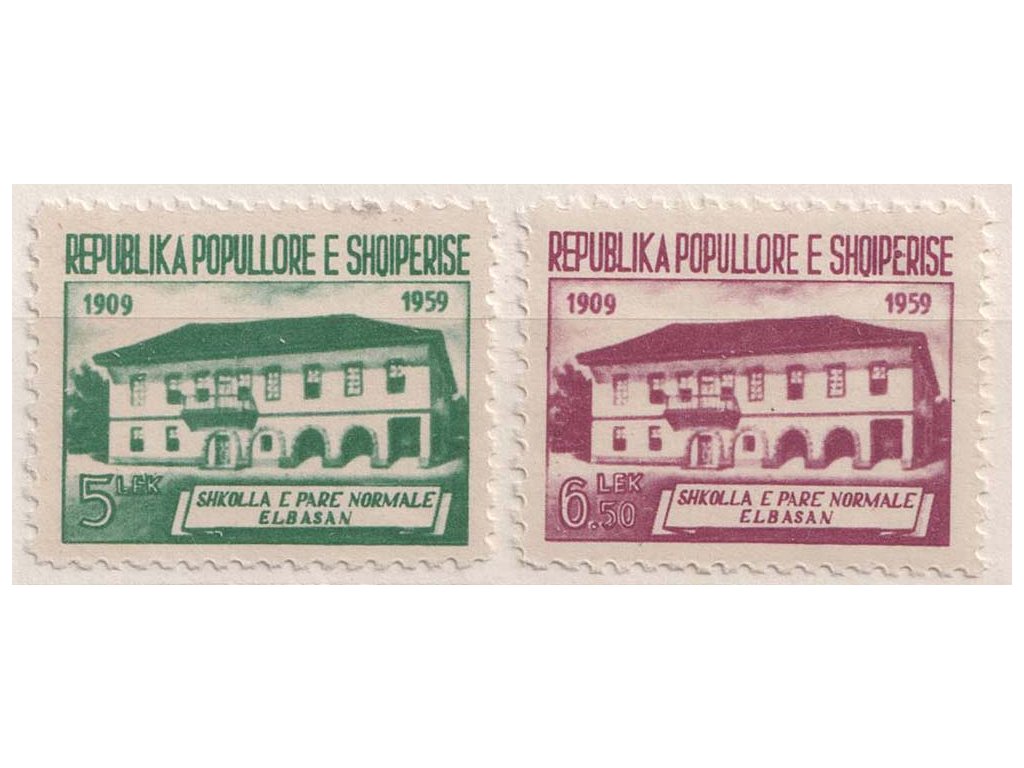 REPUBLIKA POPULLORE E SHQIPERISE
1909 1959
5 LEK
SHKOLLA E PARE NORMALE
ELBASAN
REPUBLIKA POPULLORE E SHQIPERISE
1909 1959
6.50 LEK
SHKOLLA E PARE NORMALE
ELBASAN